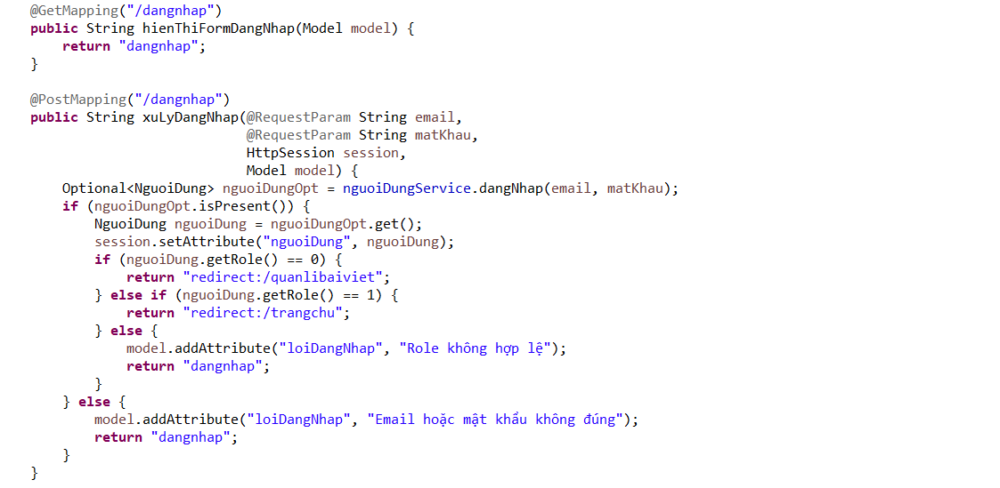 @GetMapping("/dangnhap")
public String hienThiFormDangNhap(Model model) {
    return "dangnhap";
}

@PostMapping("/dangnhap")
public String xuLyDangNhap(@RequestParam String email,
                           @RequestParam String matKhau,
                           HttpSession session,
                           Model model) {
    Optional<NguoiDung> nguoiDungOpt = nguoiDungService.dangNhap(email, matKhau);
    if (nguoiDungOpt.isPresent()) {
        NguoiDung nguoiDung = nguoiDungOpt.get();
        session.setAttribute("nguoiDung", nguoiDung);
        if (nguoiDung.getRole() == 0) {
            return "redirect:/quanlibaiviet";
        } else if (nguoiDung.getRole() == 1) {
            return "redirect:/trangchu";
        } else {
            model.addAttribute("loiDangNhap", "Role không hợp lệ");
            return "dangnhap";
        }
    } else {
        model.addAttribute("loiDangNhap", "Email hoặc mật khẩu không đúng");
        return "dangnhap";
    }
}